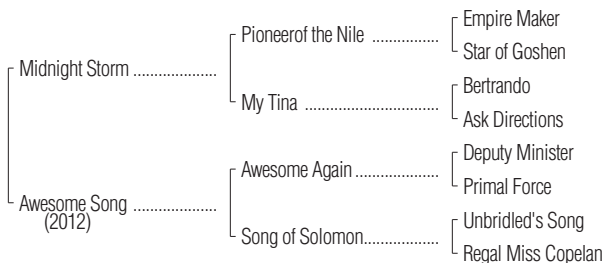 Empire Maker
Pioneerof the Nile ................
Star of Goshen
Midnight Storm ....................
Bertrando
My Tina ................................
Ask Directions
Deputy Minister
Awesome Again ....................
Primal Force
Awesome Song ....................
(2012)
Unbridled's Song
Song of Solomon..................
Regal Miss Copelan